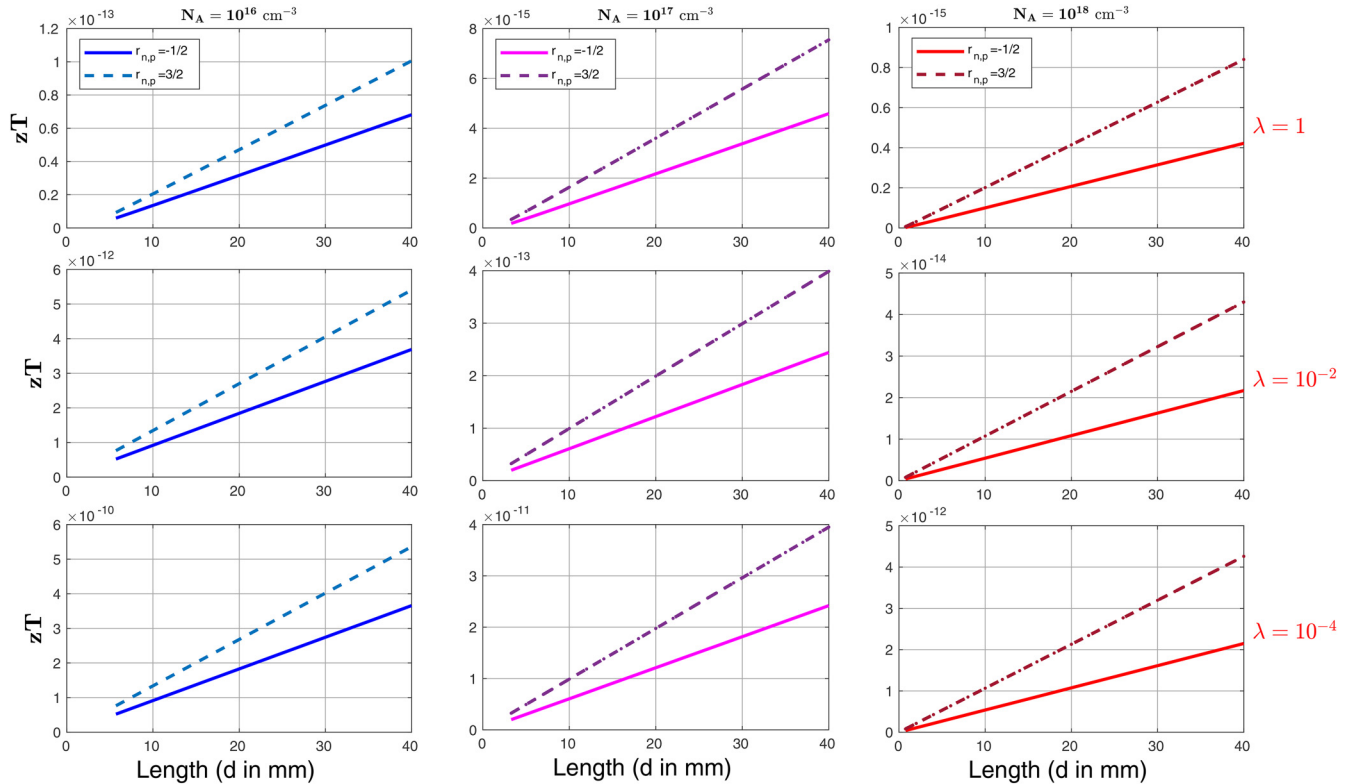 N_A = 10^16 cm^−3
×10^-13
1.2
1
0.8
0.6
0.4
0.2
0
r_n,p =-1/2
r_n,p =3/2
zT
0 10 20 30 40
N_A = 10^17 cm^−3
×10^-15
8
6
4
2
0
r_n,p =-1/2
r_n,p =3/2
0 10 20 30 40
N_A = 10^18 cm^−3
×10^-15
1
0.8
0.6
0.4
0.2
0
r_n,p =-1/2
r_n,p =3/2
0 10 20 30 40
λ = 1
×10^-12
6
5
4
3
2
1
0
zT
0 10 20 30 40
×10^-13
4
3
2
1
0
0 10 20 30 40
×10^-14
5
4
3
2
1
0
0 10 20 30 40
λ = 10^−2
×10^-10
6
5
4
3
2
1
0
zT
0 10 20 30 40
Length (d in mm)
×10^-11
4
3
2
1
0
0 10 20 30 40
Length (d in mm)
×10^-12
5
4
3
2
1
0
0 10 20 30 40
Length (d in mm)
λ = 10^−4